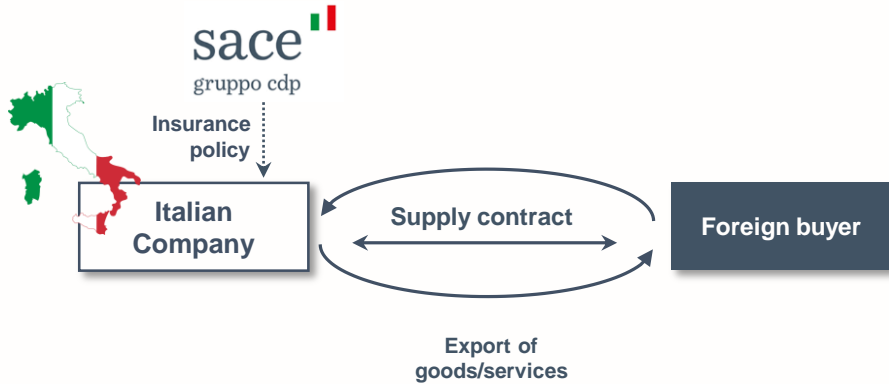 sace
gruppo cdp
Insurance
policy
Italian
Company
Supply contract
Foreign buyer
Export of
goods/services